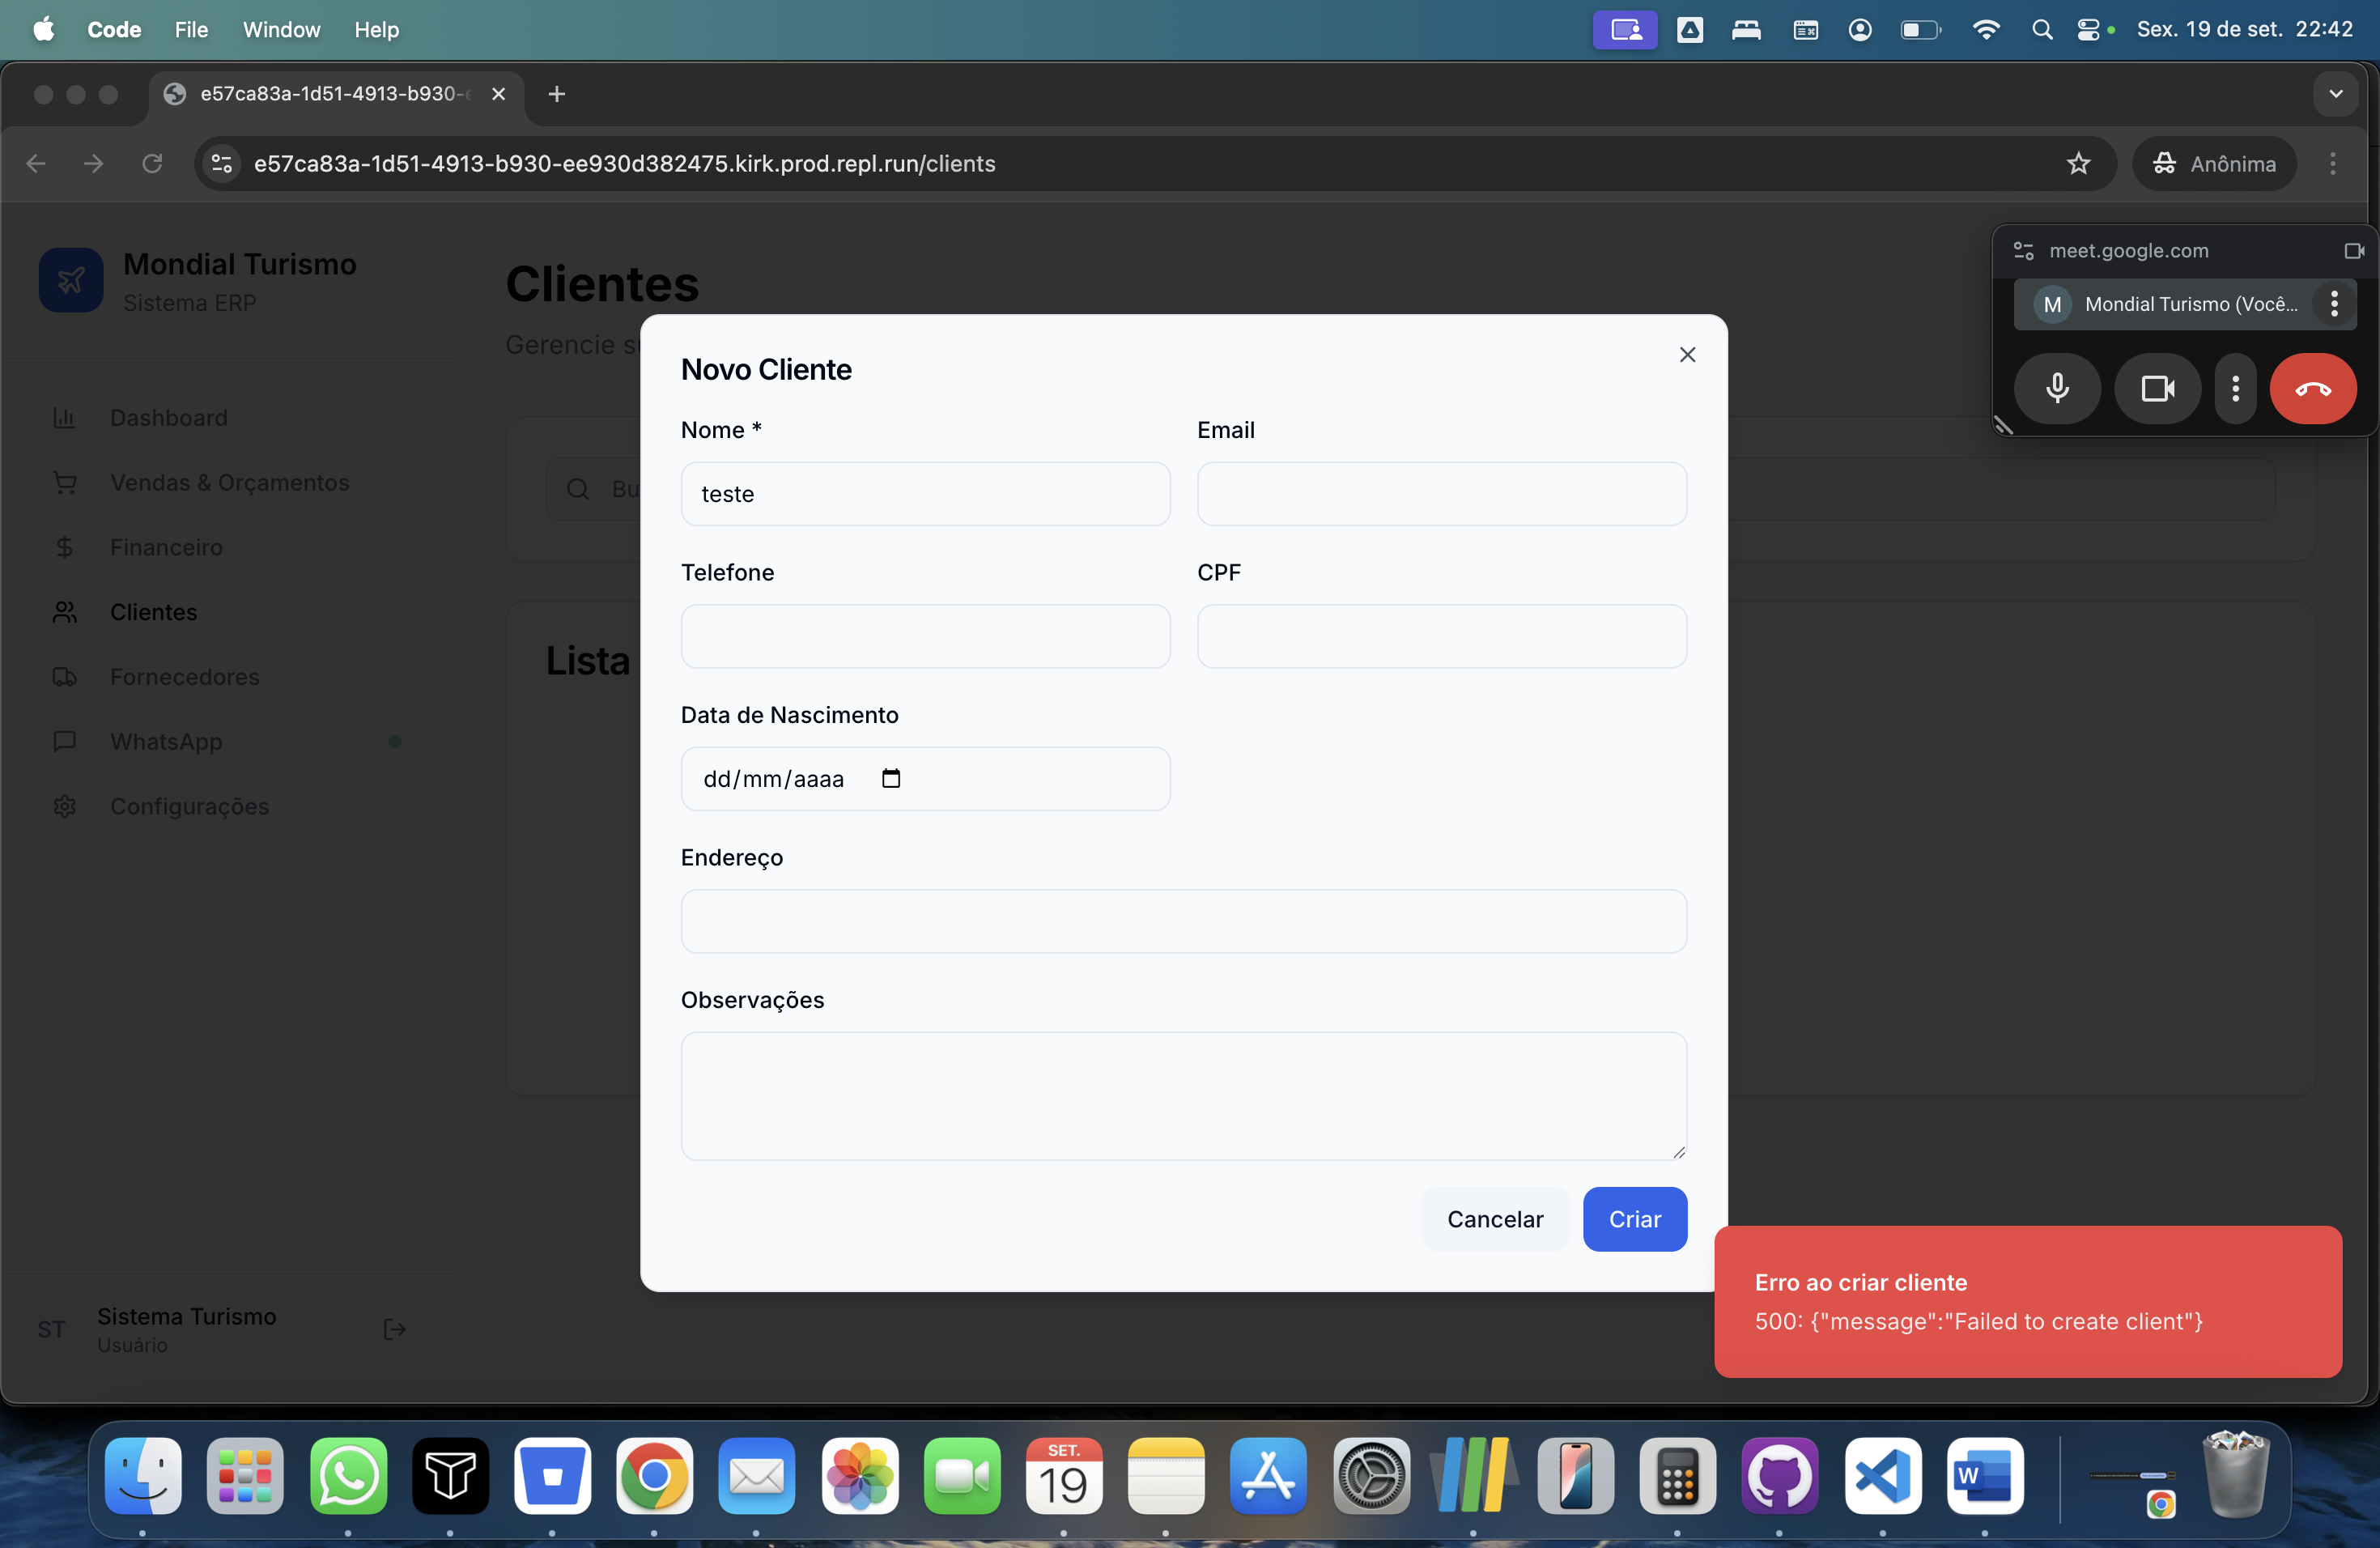 Code File Window Help
Sex. 19 de set. 22:42
e57ca83a-1d51-4913-b930-
e57ca83a-1d51-4913-b930-ee930d382475.kirk.prod.repl.run/clients
Anônima
meet.google.com
M Mondial Turismo (Você...
Mondial Turismo
Sistema ERP
Dashboard
Vendas & Orçamentos
Financeiro
Clientes
Fornecedores
WhatsApp
Configurações
ST
Sistema Turismo
Usuário
Clientes
Gerencie
Bu
Lista
Novo Cliente
Nome *
Email
teste
Telefone
CPF
Data de Nascimento
dd/mm/aaaa
Endereço
Observações
Cancelar
Criar
Erro ao criar cliente
500: {"message":"Failed to create client"}
SET.
19
W